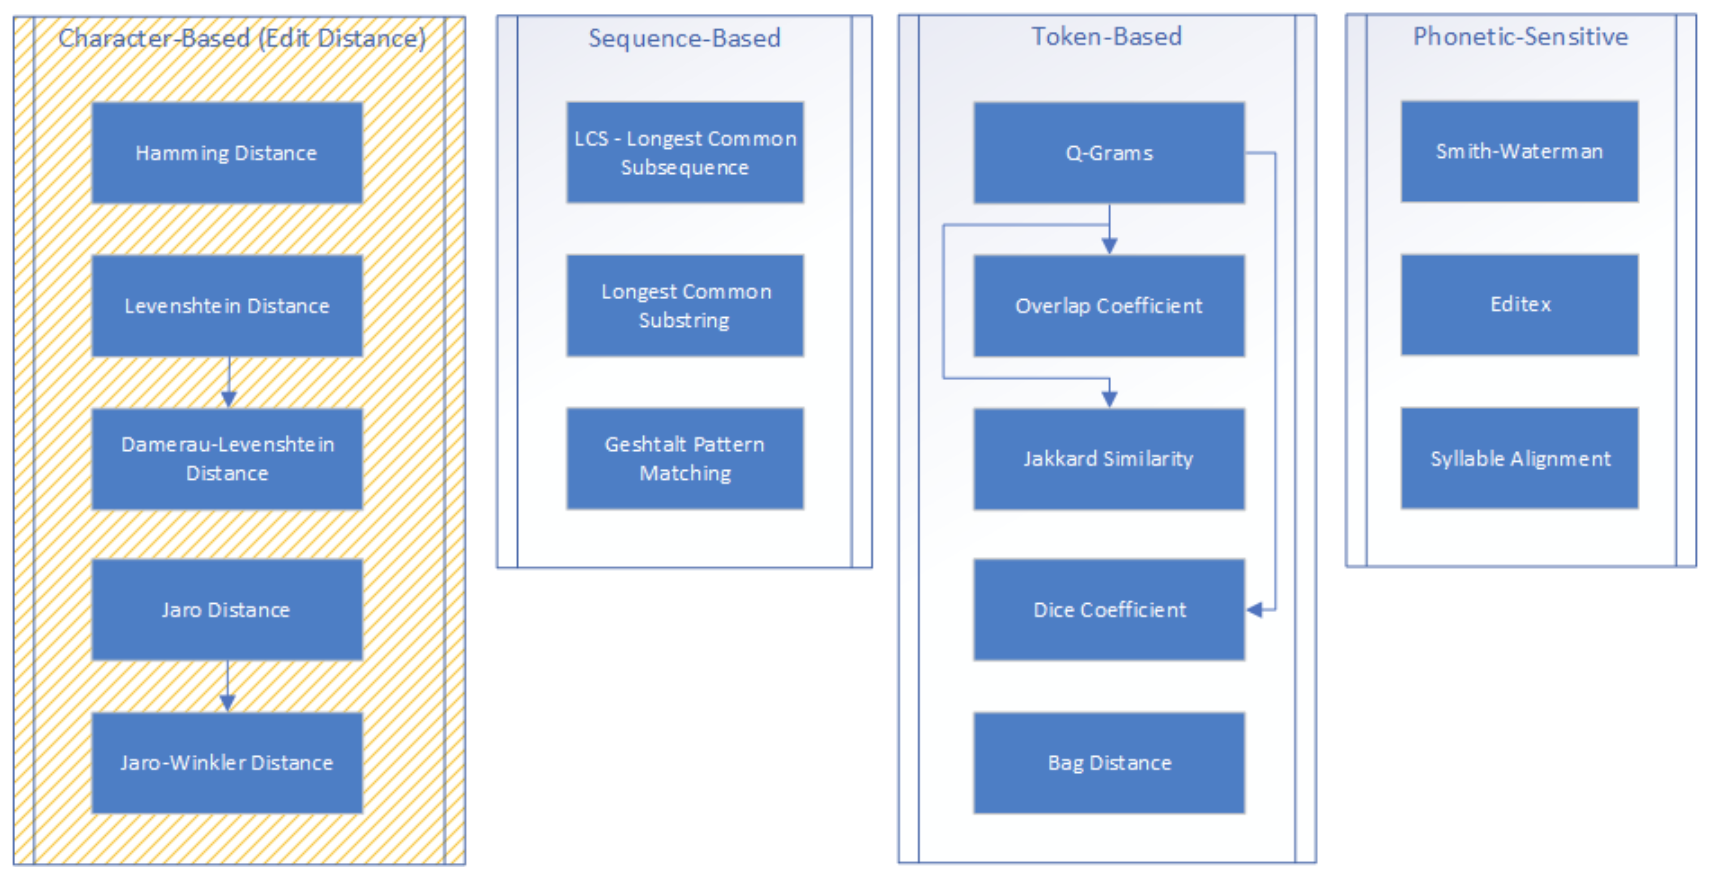 Character-Based (Edit Distance)
Hamming Distance
Levenshtein Distance
Damerau-Levenshtein
Distance
Jaro Distance
Jaro-Winkler Distance
Sequence-Based
LCS - Longest Common
Subsequence
Longest Common
Substring
Geshtalt Pattern
Matching
Token-Based
Q-Grams
Overlap Coefficient
Jakkard Similarity
Dice Coefficient
Bag Distance
Phonetic-Sensitive
Smith-Waterman
Editex
Syllable Alignment